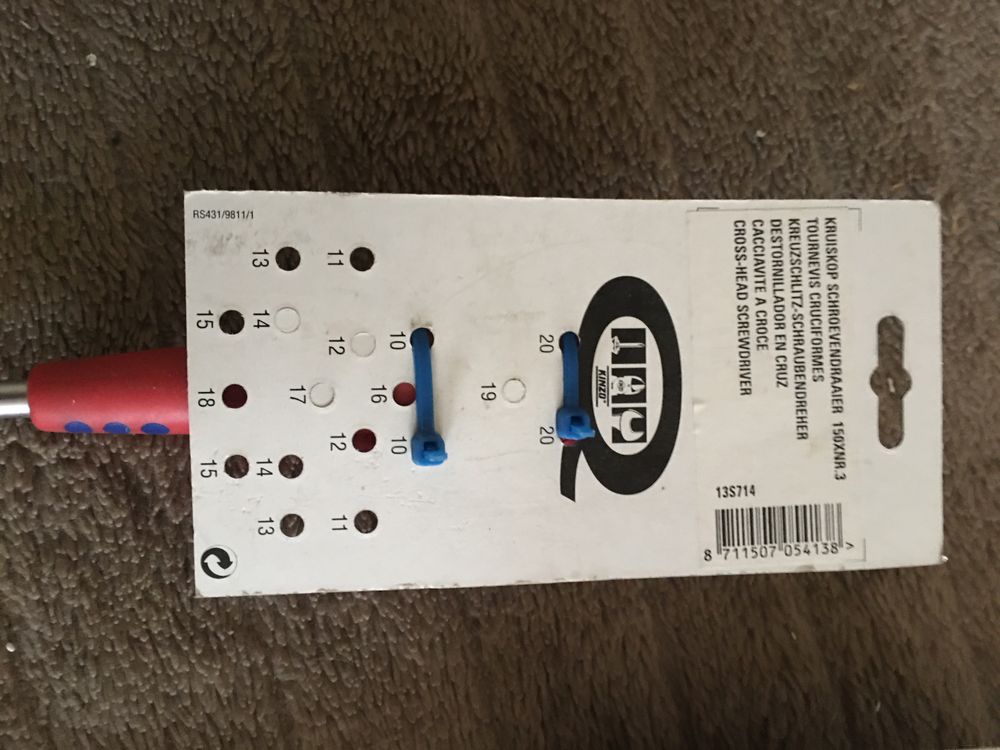 KRUISKOP SCHROEVENDRAAIER 150XNR.3
TOURNEVIS CRUCIFORMES
KREUZSCHLITZ-SCHRAUBENDREHER
DESTORNILLADOR EN CRUZ
CACCIAVITE A CROCE
CROSS-HEAD SCREWDRIVER
13S714
8 711507 054138 >
KINZO
20 20
19
10 10
16
12
12
11 11
17
14
14
13 13
18
15 15
RS431/9811/1